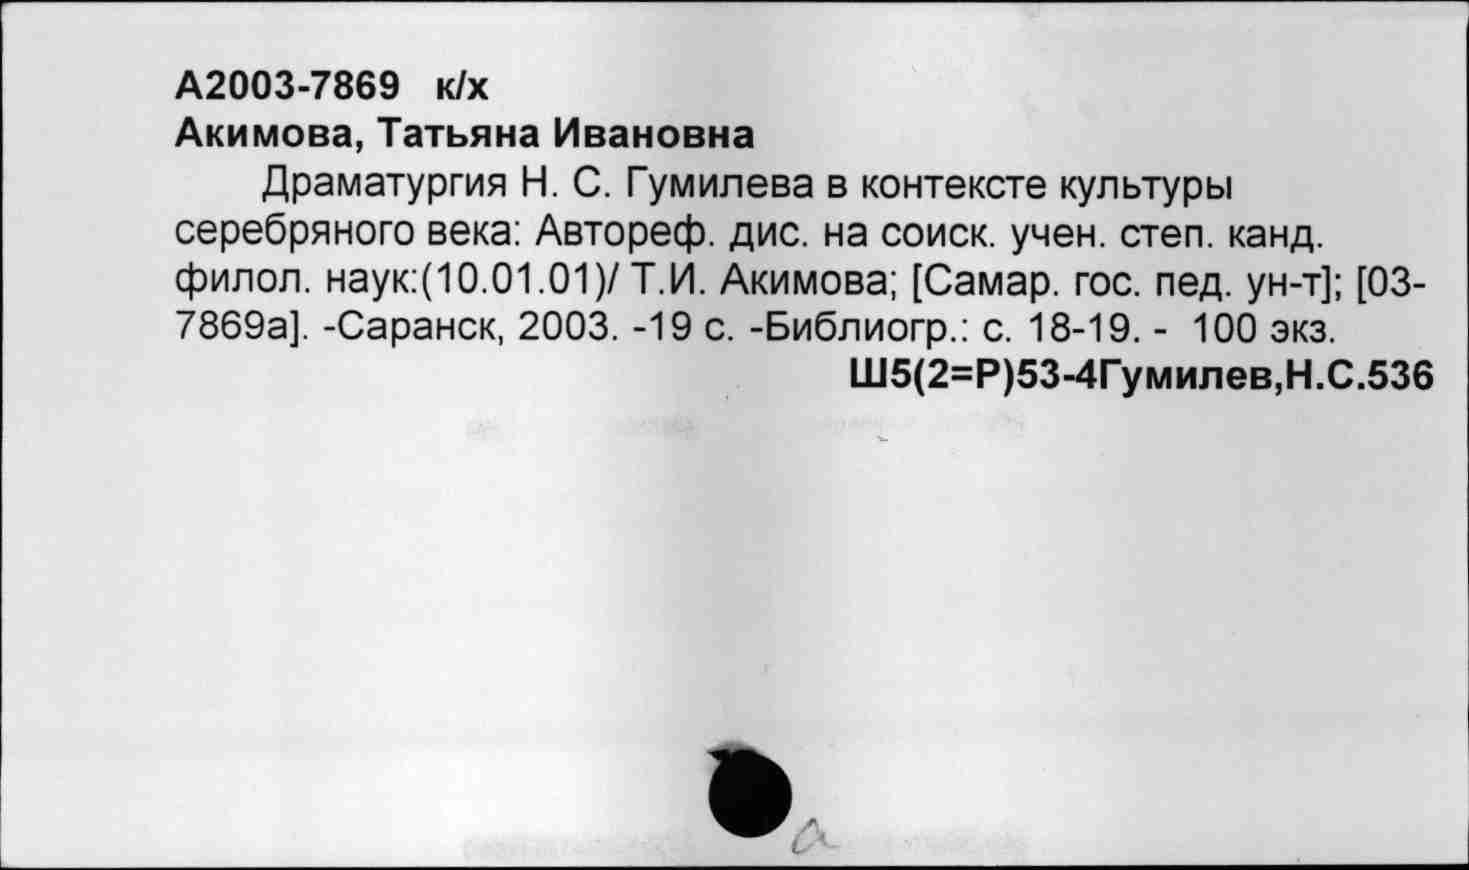 А2003-7869 к/х
Акимова, Татьяна Ивановна
Драматургия Н. С. Гумилева в контексте культуры
серебряного века: Автореф. дис. на соиск. учен. степ. канд.
филол. наук:(10.01.01)/ Т.И. Акимова; [Самар. гос. пед. ун-т]; [03-
7869а]. -Саранск, 2003. -19 с. -Библиогр.: с. 18-19. - 100 экз.
Ш5(2=Р)53-4Гумилев,Н.С.536
а